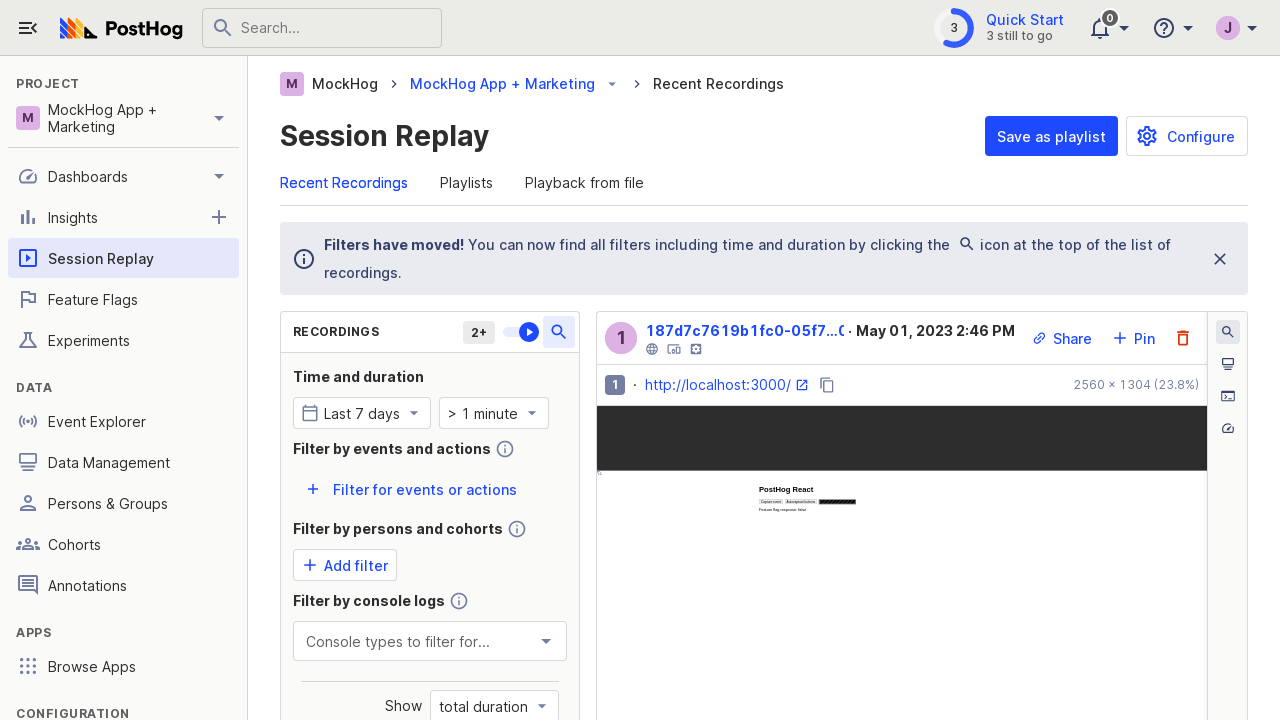 PostHog
Search...
3
Quick Start
3 still to go
0
J
PROJECT
M
MockHog App +
Marketing
Dashboards
Insights
Session Replay
Feature Flags
Experiments
DATA
Event Explorer
Data Management
Persons & Groups
Cohorts
Annotations
APPS
Browse Apps
CONFIGURATION
M MockHog MockHog App + Marketing Recent Recordings
Session Replay
Save as playlist
Configure
Recent Recordings Playlists Playback from file
Filters have moved! You can now find all filters including time and duration by clicking the icon at the top of the list of
recordings.
RECORDINGS
2+
Time and duration
Last 7 days
> 1 minute
Filter by events and actions
Filter for events or actions
Filter by persons and cohorts
Add filter
Filter by console logs
Console types to filter for...
Show total duration
1
187d7c7619b1fc0-05f7...0 · May 01, 2023 2:46 PM
Share
Pin
1 · http://localhost:3000/
2560 × 1304 (23.8%)
PostHog React
Capture event
Autocapture buttons
Feature flag response: false